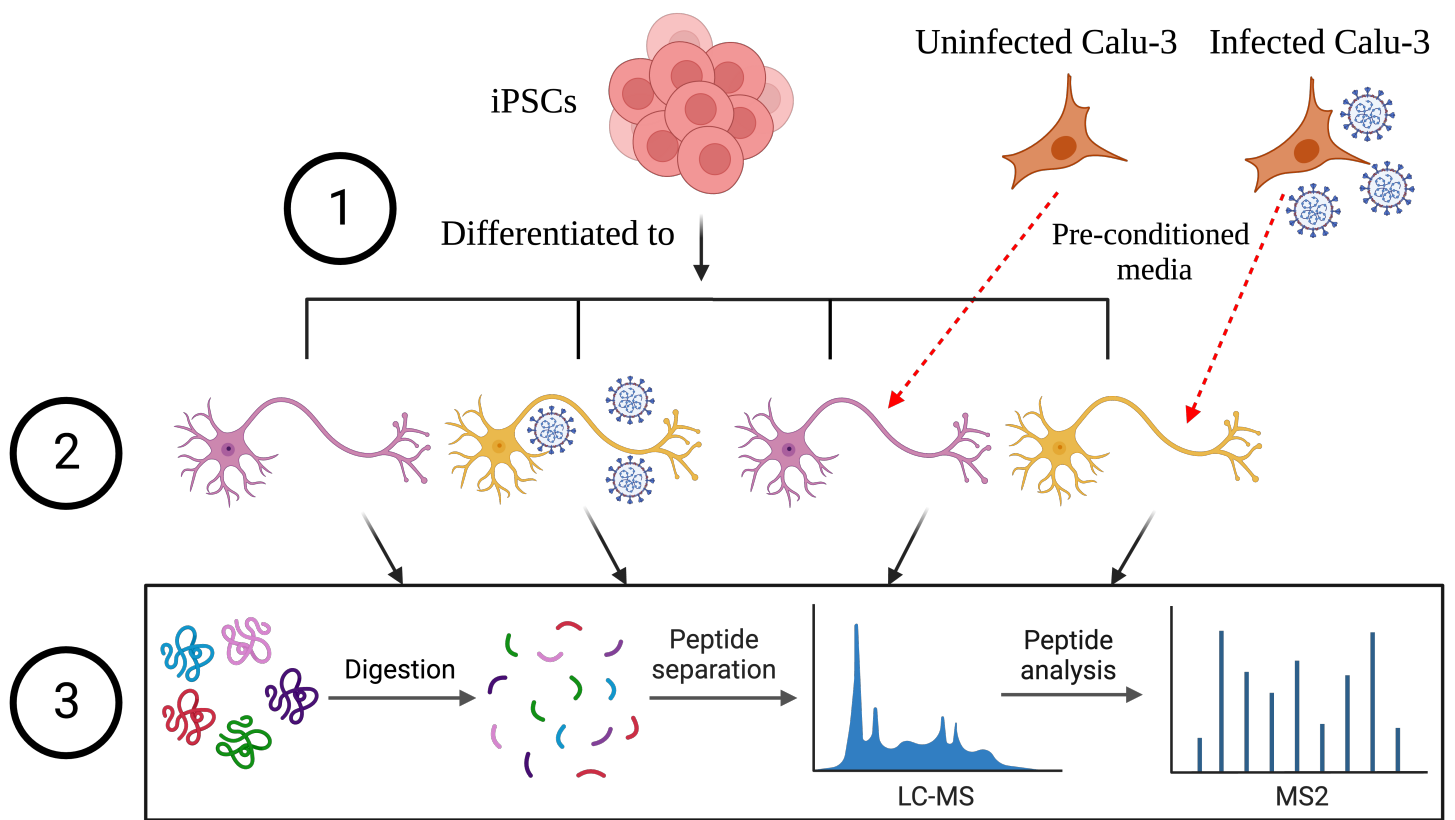 Uninfected Calu-3
Infected Calu-3
iPSCs
1
Differentiated to
Pre-conditioned
media
2
3
Digestion
Peptide
separation
Peptide
analysis
LC-MS
MS2